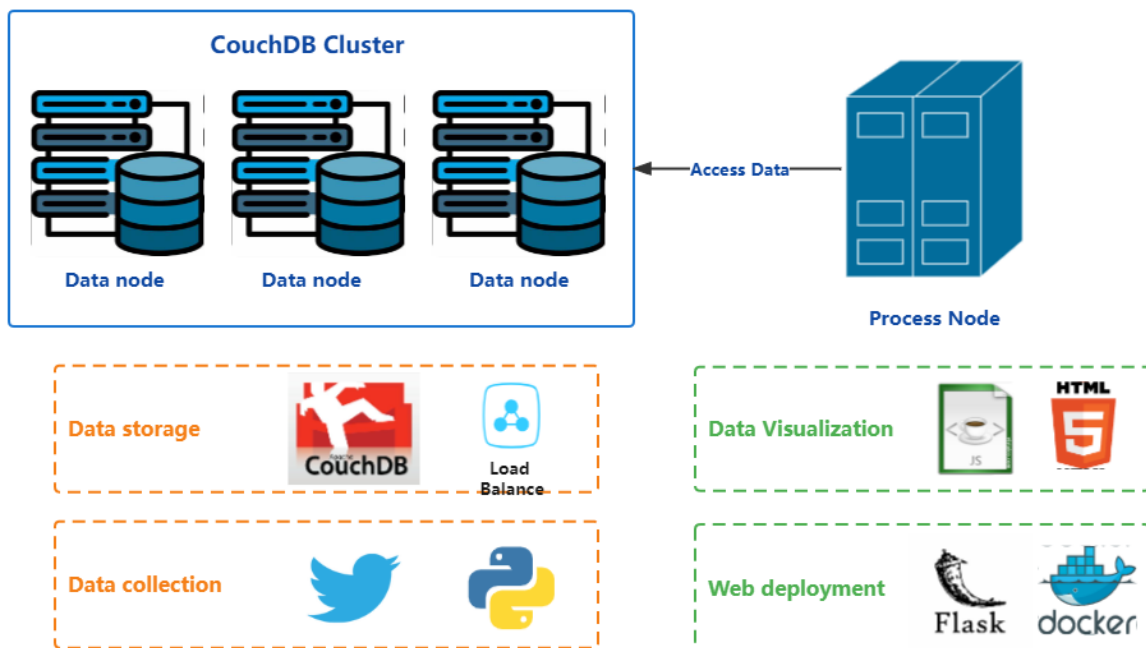 CouchDB Cluster
Data node
Data node
Data node
Access Data
Process Node
Data storage
Apache
CouchDB
Load
Balance
Data Visualization
JS
HTML
5
Data collection
Web deployment
Flask
docker